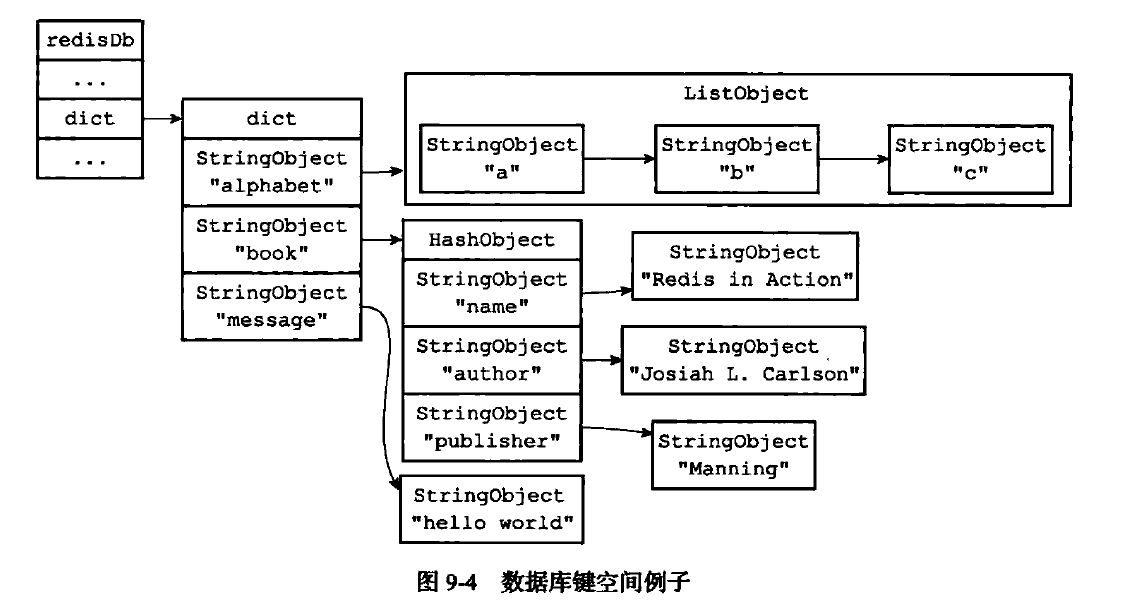 redisDb
...
dict
...
dict
StringObject
"alphabet"
StringObject
"book"
StringObject
"message"
ListObject
StringObject
"a"
StringObject
"b"
StringObject
"c"
HashObject
StringObject
"name"
StringObject
"author"
StringObject
"publisher"
StringObject
"Redis in Action"
StringObject
"Josiah L. Carlson"
StringObject
"Manning"
StringObject
"hello world"
图 9-4 数据库键空间例子